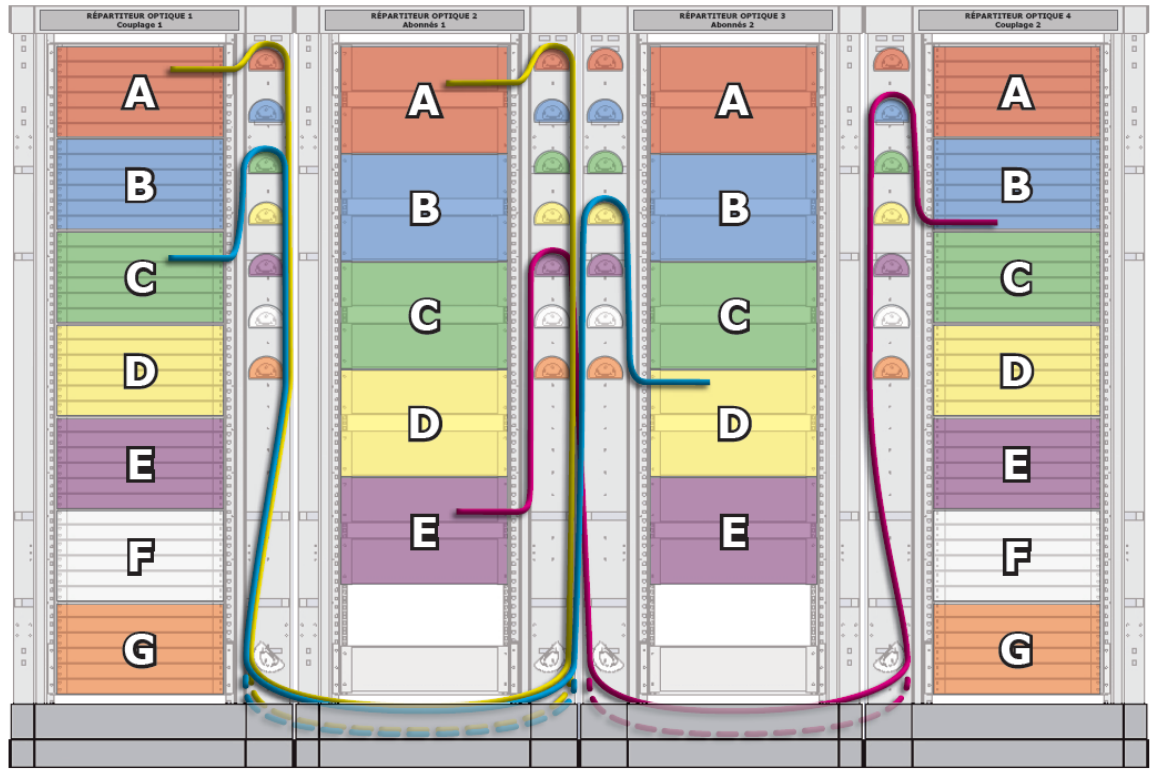 RÉPARTITEUR OPTIQUE 1
Couplage 1
RÉPARTITEUR OPTIQUE 2
Abonnés 1
RÉPARTITEUR OPTIQUE 3
Abonnés 2
RÉPARTITEUR OPTIQUE 4
Couplage 2
A
B
C
D
E
F
G
A
B
C
D
E
A
B
C
D
E
A
B
C
D
E
F
G